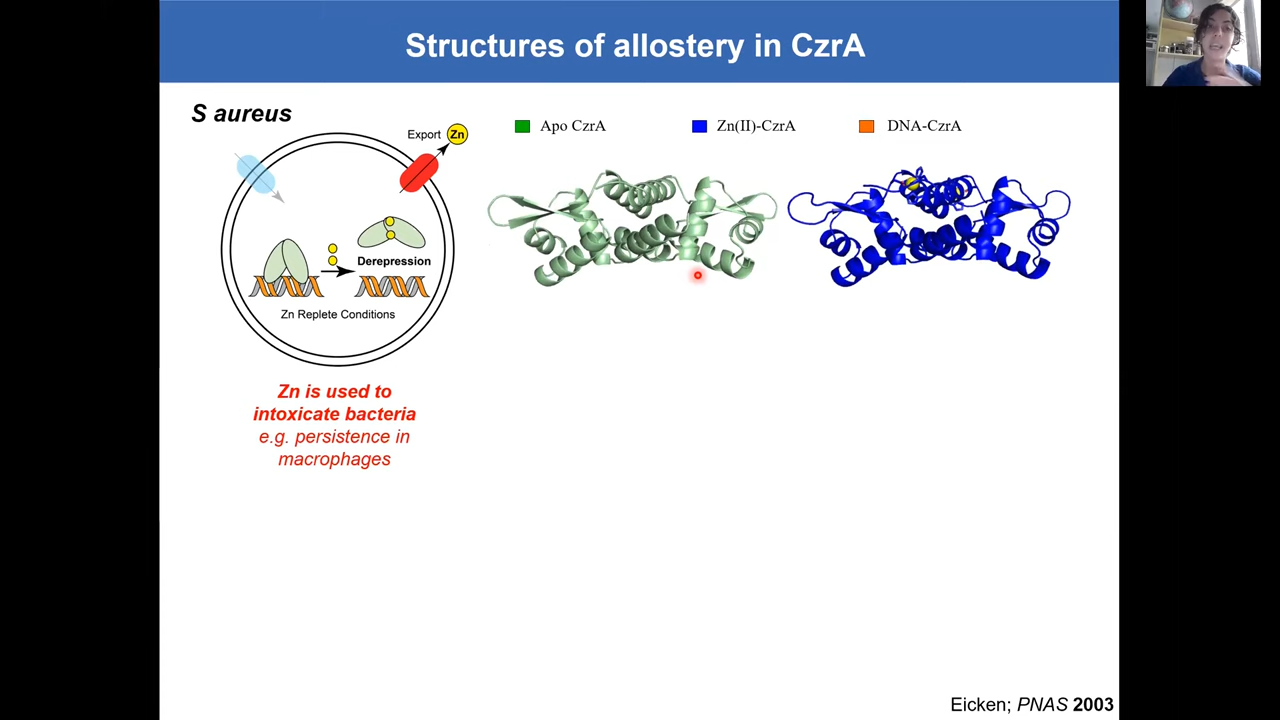 Structures of allostery in CzrA
S aureus
Export Zn
Derepression
Zn Replete Conditions
Zn is used to
intoxicate bacteria
e.g. persistence in
macrophages
Apo CzrA
Zn(II)-CzrA
DNA-CzrA
Eicken; PNAS 2003